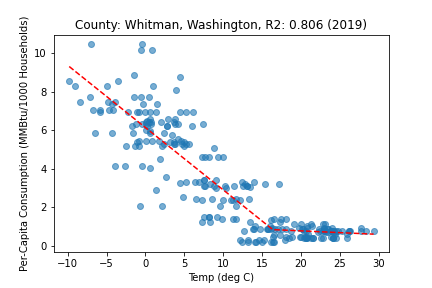 County: Whitman, Washington, R2: 0.806 (2019)
Per-Capita Consumption (MMBtu/1000 Households)
10
8
6
4
2
0
−10 −5 0 5 10 15 20 25 30
Temp (deg C)